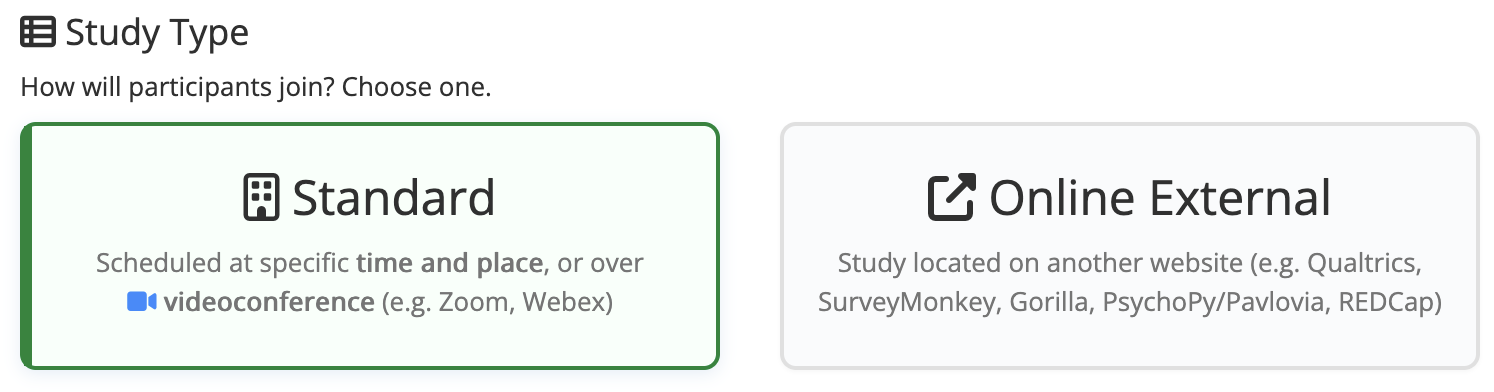 Study Type
How will participants join? Choose one.
Standard
Scheduled at specific time and place, or over
videoconference (e.g. Zoom, Webex)
Online External
Study located on another website (e.g. Qualtrics,
SurveyMonkey, Gorilla, PsychoPy/Pavlovia, REDCap)